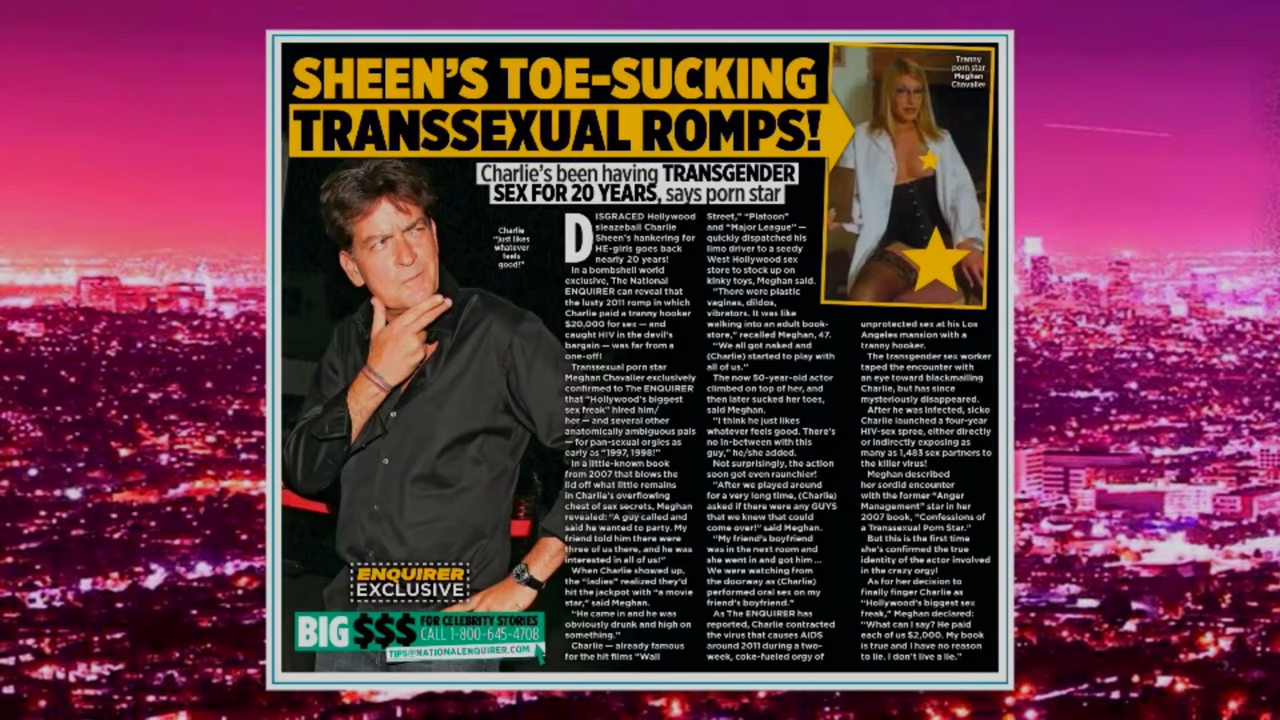 SHEEN'S TOE-SUCKING
TRANSSEXUAL ROMPS!
Tranny
porn star
Meghan
Chavalier
Charlie's been having TRANSGENDER
SEX FOR 20 YEARS, says porn star
Charlie
"just likes
whatever
feels
good!"
DISGRACED Hollywood
sleazeball Charlie
Sheen's hankering for
HE-girls goes back
nearly 20 years!
In a bombshell world
exclusive, The National
ENQUIRER can reveal that
the lusty 2011 romp in which
Charlie paid a tranny hooker
$20,000 for sex — and
caught HIV in the devil's
bargain — was far from a
one-off!
Transsexual porn star
Meghan Chavalier exclusively
confirmed to The ENQUIRER
that "Hollywood's biggest
sex freak" hired him/
her — and several other
anatomically ambiguous pals
— for pan-sexual orgies as
early as "1997, 1998!"
In a little-known book
from 2007 that blows the
lid off what little remains
in Charlie's overflowing
chest of sex secrets, Meghan
revealed: "A guy called and
said he wanted to party. My
friend told him there were
three of us there, and he was
interested in all of us!"
When Charlie showed up,
the "ladies" realized they'd
hit the jackpot with "a movie
star," said Meghan.
"He came in and he was
obviously drunk and high on
something."
Charlie — already famous
for the hit films "Wall
Street," "Platoon"
and "Major League" —
quickly dispatched his
limo driver to a seedy
West Hollywood sex
store to stock up on
kinky toys, Meghan said.
"There were plastic
vaginas, dildos,
vibrators. It was like
walking into an adult book-
store," recalled Meghan, 47.
"We all got naked and
(Charlie) started to play with
all of us."
The now 50-year-old actor
climbed on top of her, and
then later sucked her toes,
said Meghan.
"I think he just likes
whatever feels good. There's
no in-between with this
guy," he/she added.
Not surprisingly, the action
soon got even raunchier!
"After we played around
for a very long time, (Charlie)
asked if there were any GUYS
that we knew that could
come over!" said Meghan.
"My friend's boyfriend
was in the next room and
she went in and got him ...
We were watching from
the doorway as (Charlie)
performed oral sex on my
friend's boyfriend."
As The ENQUIRER has
reported, Charlie contracted
the virus that causes AIDS
around 2011 during a two-
week, coke-fueled orgy of
unprotected sex at his Los
Angeles mansion with a
tranny hooker.
The transgender sex worker
taped the encounter with
an eye toward blackmailing
Charlie, but has since
mysteriously disappeared.
After he was infected, sicko
Charlie launched a four-year
HIV-sex spree, either directly
or indirectly exposing as
many as 1,483 sex partners to
the killer virus!
Meghan described
her sordid encounter
with the former "Anger
Management" star in her
2007 book, "Confessions of
a Transsexual Porn Star."
But this is the first time
she's confirmed the true
identity of the actor involved
in the crazy orgy!
As for her decision to
finally finger Charlie as
"Hollywood's biggest sex
freak," Meghan declared:
"What can I say? He paid
each of us $2,000. My book
is true and I have no reason
to lie. I don't live a lie."
ENQUIRER
EXCLUSIVE
BIG $$$ FOR CELEBRITY STORIES
CALL 1-800-645-4708
TIPS@NATIONALENQUIRER.COM